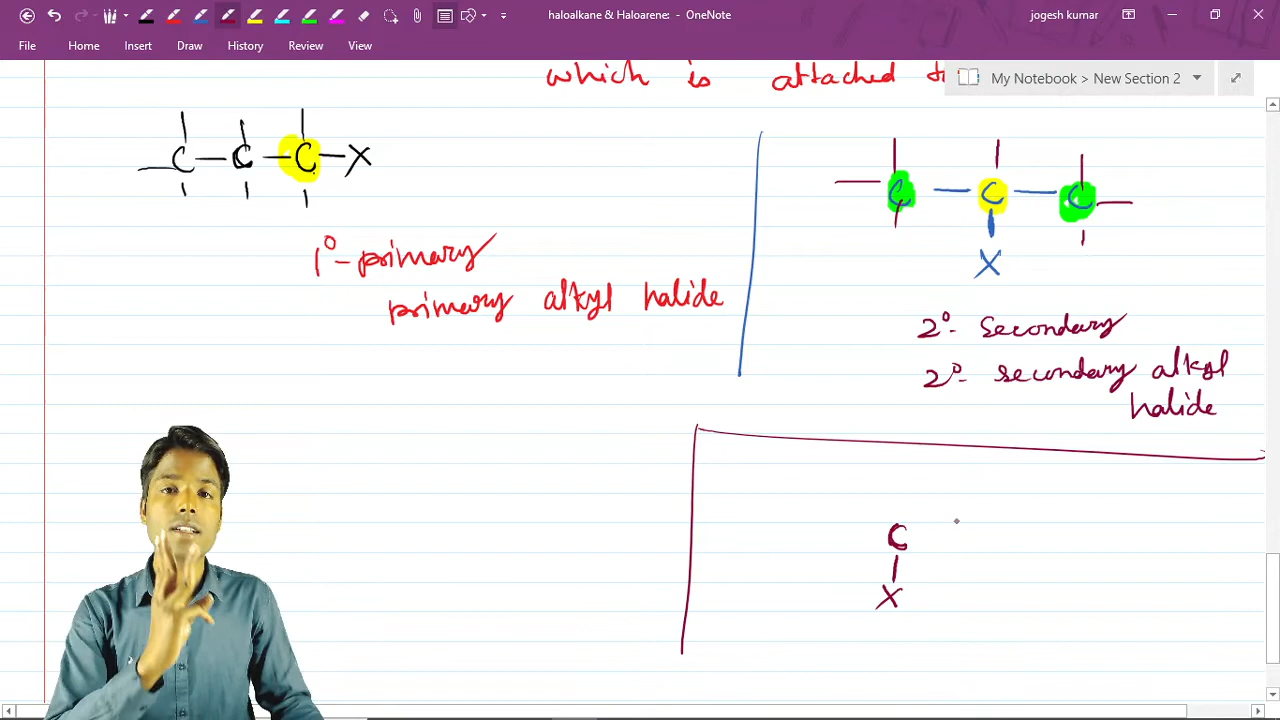 haloalkane & Haloarene: - OneNote
jogesh kumar
File Home Insert Draw History Review View
My Notebook > New Section 2
which is attached
C C C X
1° - primary
primary alkyl halide
C C C
X
2° - Secondary
2° - secondary alkyl
halide
C
X